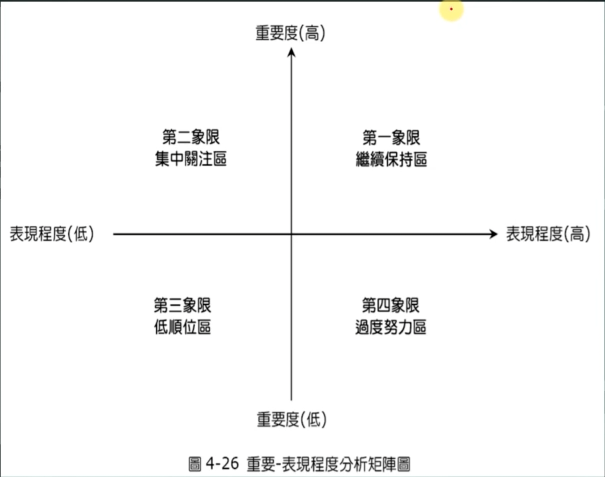 重要度(高)
第二象限
集中關注區
第一象限
繼續保持區
表現程度(低)
表現程度(高)
第三象限
低順位區
第四象限
過度努力區
重要度(低)
圖 4-26 重要-表現程度分析矩陣圖